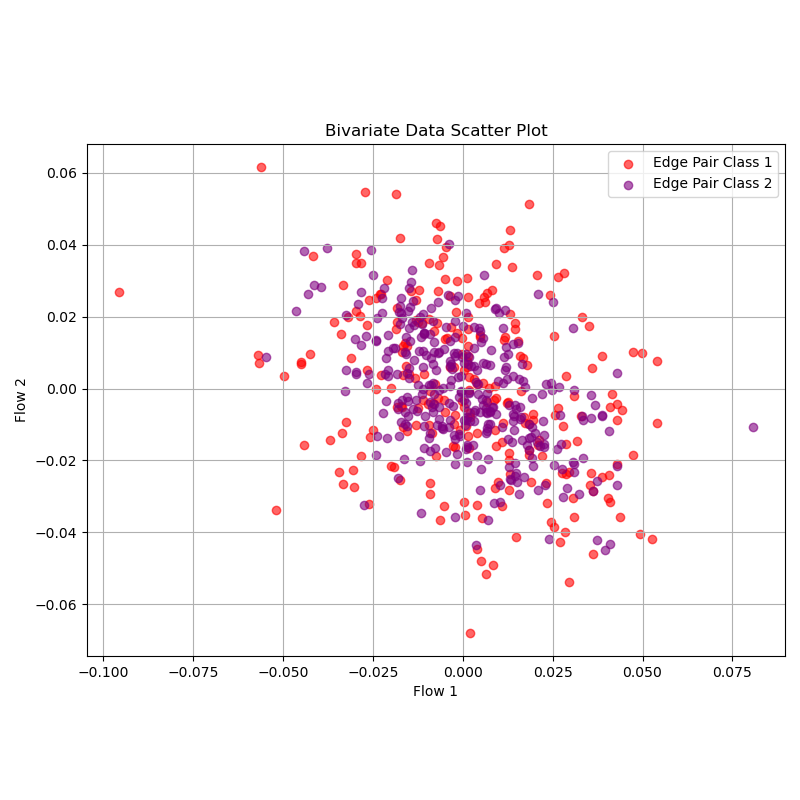 Bivariate Data Scatter Plot
Edge Pair Class 1
Edge Pair Class 2
0.06
0.04
0.02
0.00
−0.02
−0.04
−0.06
Flow 2
−0.100 −0.075 −0.050 −0.025 0.000 0.025 0.050 0.075
Flow 1